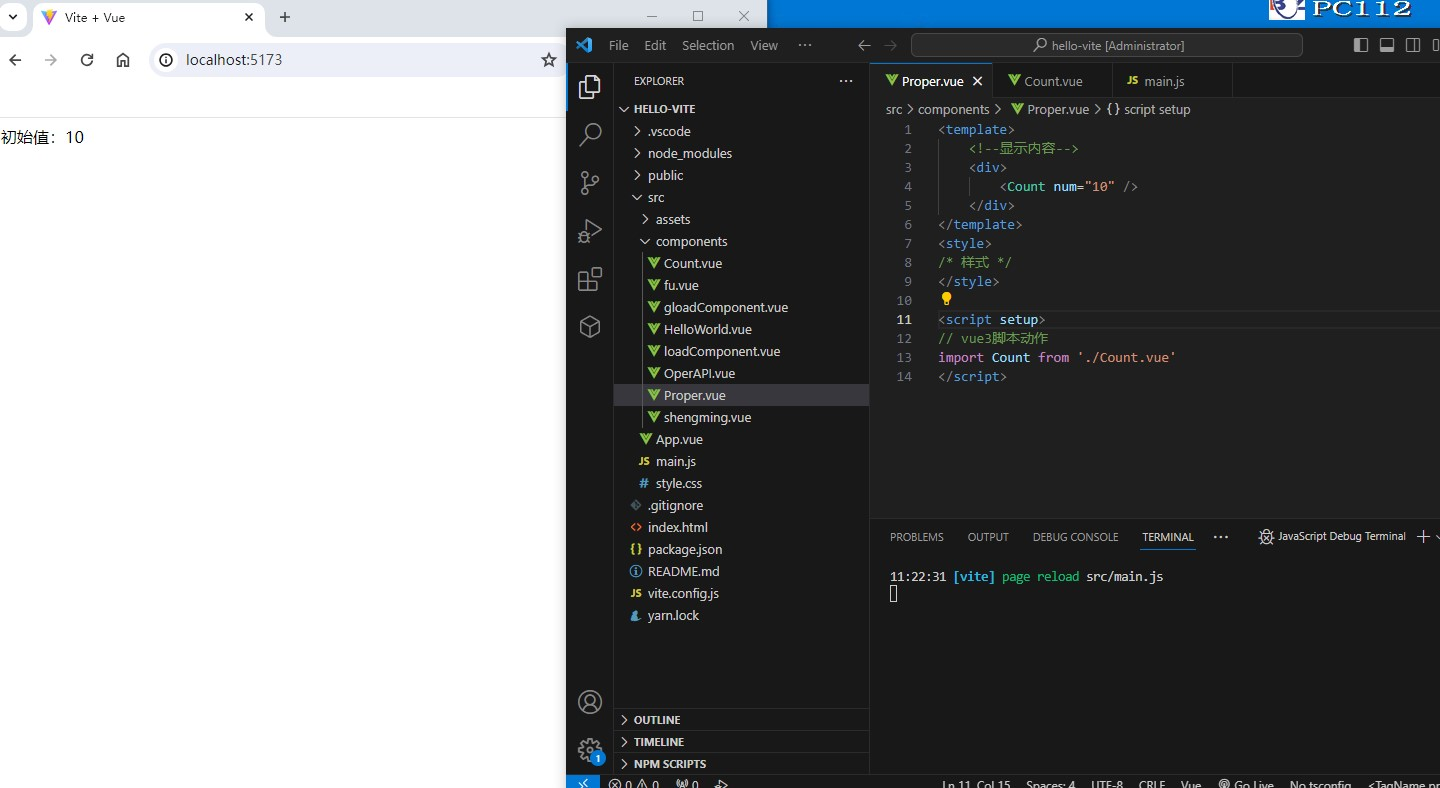 PC112
Vite + Vue
localhost:5173
初始值：10
File Edit Selection View ···
hello-vite [Administrator]
EXPLORER
HELLO-VITE
.vscode
node_modules
public
src
assets
components
Count.vue
fu.vue
gloadComponent.vue
HelloWorld.vue
loadComponent.vue
OperAPI.vue
Proper.vue
shengming.vue
App.vue
JS main.js
# style.css
.gitignore
<> index.html
{} package.json
README.md
JS vite.config.js
yarn.lock
OUTLINE
TIMELINE
NPM SCRIPTS
1
Proper.vue Count.vue JS main.js
src > components > Proper.vue > {} script setup
1 <template>
2 <!--显示内容-->
3 <div>
4 <Count num="10" />
5 </div>
6 </template>
7 <style>
8 /* 样式 */
9 </style>
10
11 <script setup>
12 // vue3脚本动作
13 import Count from './Count.vue'
14 </script>
PROBLEMS OUTPUT DEBUG CONSOLE TERMINAL ··· JavaScript Debug Terminal
11:22:31 [vite] page reload src/main.js
0 0 0 Ln 11, Col 15 Spaces: 4 UTF-8 CRLF Vue Go Live No tsconfig